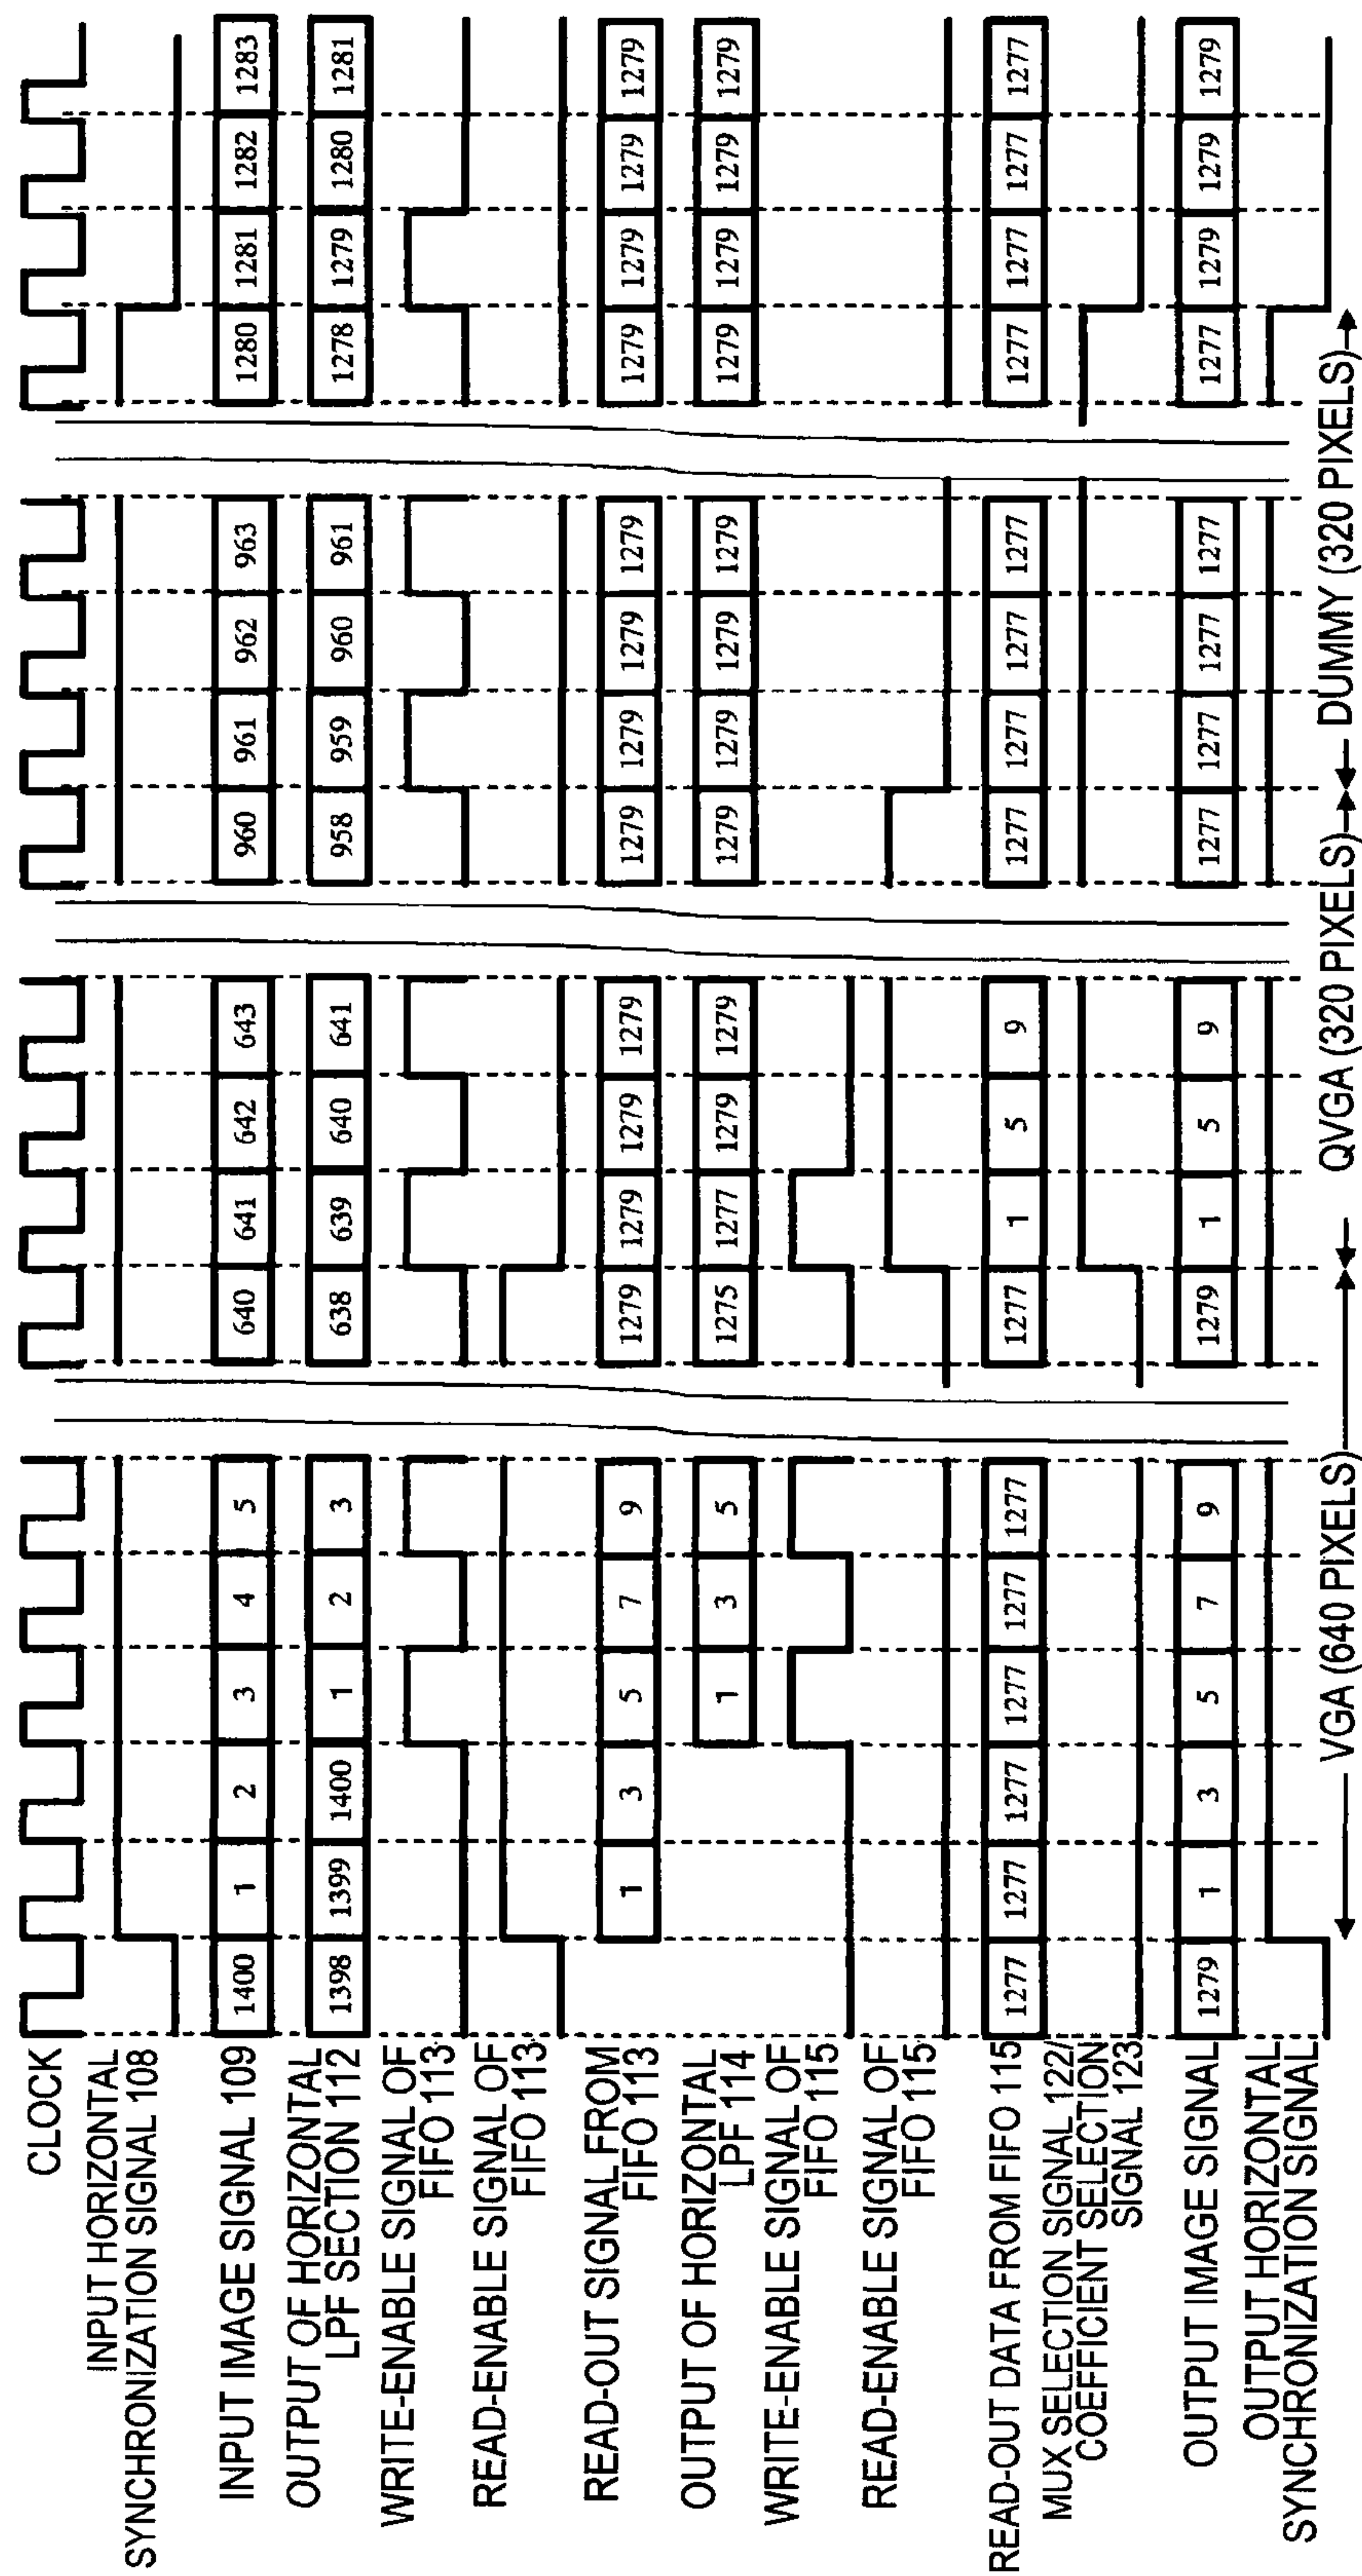 CLOCK
INPUT HORIZONTAL
SYNCHRONIZATION SIGNAL 108
INPUT IMAGE SIGNAL 109
1400 1 2 3 4 5 640 641 642 643 960 961 962 963 1280 1281 1282 1283
OUTPUT OF HORIZONTAL
LPF SECTION 112
1398 1399 1400 1 2 3 638 639 640 641 958 959 960 961 1278 1279 1280 1281
WRITE-ENABLE SIGNAL OF
FIFO 113
READ-ENABLE SIGNAL OF
FIFO 113
READ-OUT SIGNAL FROM
FIFO 113
1 3 5 7 9 1279 1279 1279 1279 1279 1279 1279 1279 1279 1279 1279 1279
OUTPUT OF HORIZONTAL
LPF 114
1 3 5 1275 1277 1279 1279 1279 1279 1279 1279 1279 1279 1279 1279
WRITE-ENABLE SIGNAL OF
FIFO 115
READ-ENABLE SIGNAL OF
FIFO 115
READ-OUT DATA FROM FIFO 115
1277 1277 1277 1277 1277 1277 1277 1 5 9 1277 1277 1277 1277 1277 1277 1277 1277
MUX SELECTION SIGNAL 122/
COEFFICIENT SELECTION
SIGNAL 123
OUTPUT IMAGE SIGNAL
1279 1 3 5 7 9 1279 1 5 9 1277 1277 1277 1277 1277 1279 1279 1279
OUTPUT HORIZONTAL
SYNCHRONIZATION SIGNAL
VGA (640 PIXELS) QVGA (320 PIXELS) DUMMY (320 PIXELS)